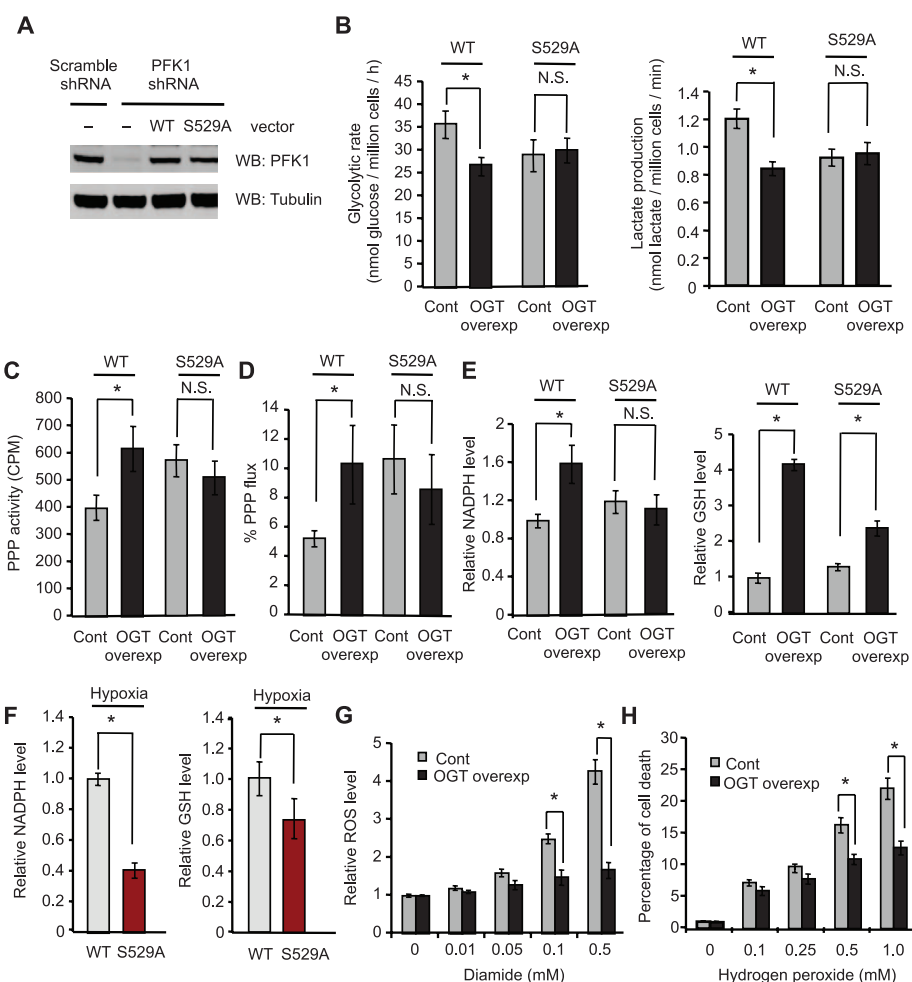 A
Scramble shRNA
PFK1 shRNA
– – WT S529A vector
WB: PFK1
WB: Tubulin
B
WT S529A
* N.S.
Glycolytic rate
(nmol glucose / million cells / h)
40
35
30
25
20
15
10
5
0
Cont OGT overexp Cont OGT overexp
WT S529A
* N.S.
Lactate production
(nmol lactate / million cells / min)
1.4
1.2
1.0
0.8
0.6
0.4
0.2
0
Cont OGT overexp Cont OGT overexp
C
WT S529A
* N.S.
PPP activity (CPM)
800
700
600
500
400
300
200
100
0
Cont OGT overexp Cont OGT overexp
D
WT S529A
* N.S.
% PPP flux
14
12
10
8
6
4
2
0
Cont OGT overexp Cont OGT overexp
E
WT S529A
* N.S.
Relative NADPH level
2
1.6
1.2
0.8
0.4
0
Cont OGT overexp Cont OGT overexp
WT S529A
* *
Relative GSH level
5
4
3
2
1
0
Cont OGT overexp Cont OGT overexp
F
Hypoxia
*
Relative NADPH level
1.4
1.2
1.0
0.8
0.6
0.4
0.2
0
WT S529A
Hypoxia
*
Relative GSH level
1.4
1.2
1.0
0.8
0.6
0.4
0.2
0
WT S529A
G
Cont
OGT overexp
* *
Relative ROS level
5
4
3
2
1
0
0 0.01 0.05 0.1 0.5
Diamide (mM)
H
Cont
OGT overexp
* *
Percentage of cell death
30
25
20
15
10
5
0
0 0.1 0.25 0.5 1.0
Hydrogen peroxide (mM)